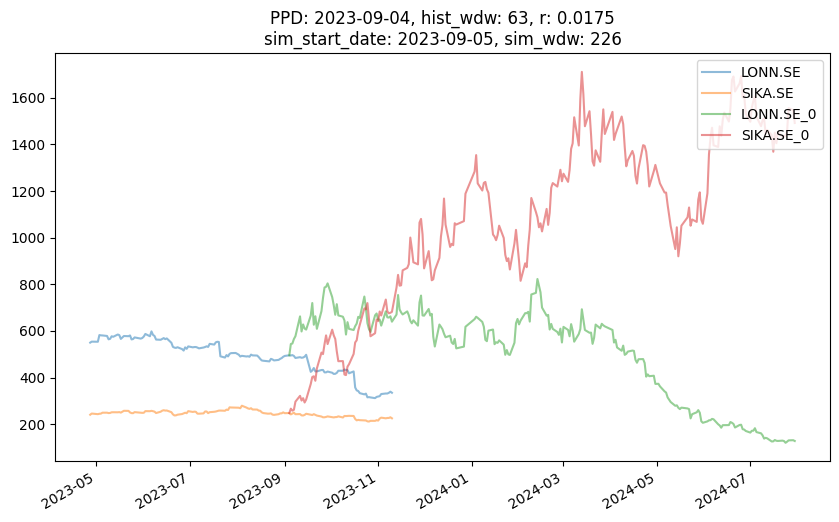 PPD: 2023-09-04, hist_wdw: 63, r: 0.0175
sim_start_date: 2023-09-05, sim_wdw: 226
LONN.SE
SIKA.SE
LONN.SE_0
SIKA.SE_0
1600
1400
1200
1000
800
600
400
200
2023-05
2023-07
2023-09
2023-11
2024-01
2024-03
2024-05
2024-07